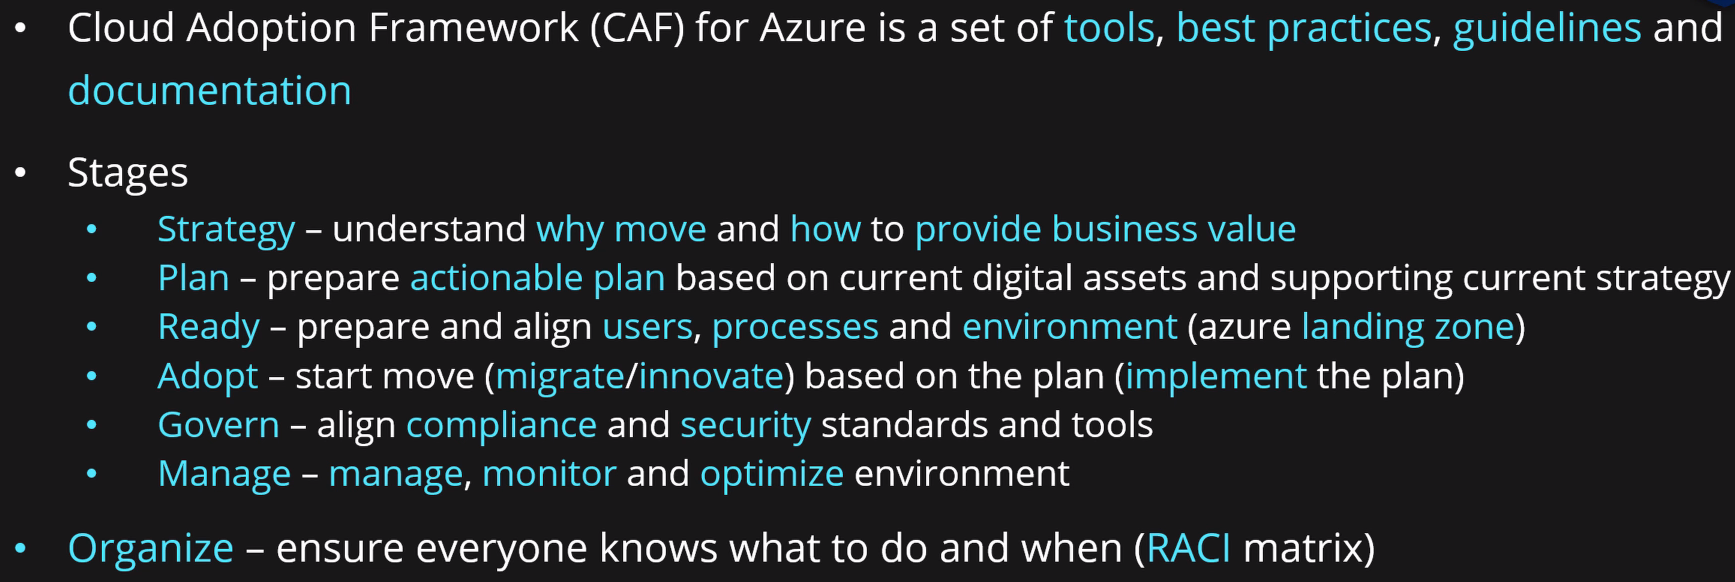 • Cloud Adoption Framework (CAF) for Azure is a set of tools, best practices, guidelines and
documentation
• Stages
• Strategy – understand why move and how to provide business value
• Plan – prepare actionable plan based on current digital assets and supporting current strategy
• Ready – prepare and align users, processes and environment (azure landing zone)
• Adopt – start move (migrate/innovate) based on the plan (implement the plan)
• Govern – align compliance and security standards and tools
• Manage – manage, monitor and optimize environment
• Organize – ensure everyone knows what to do and when (RACI matrix)